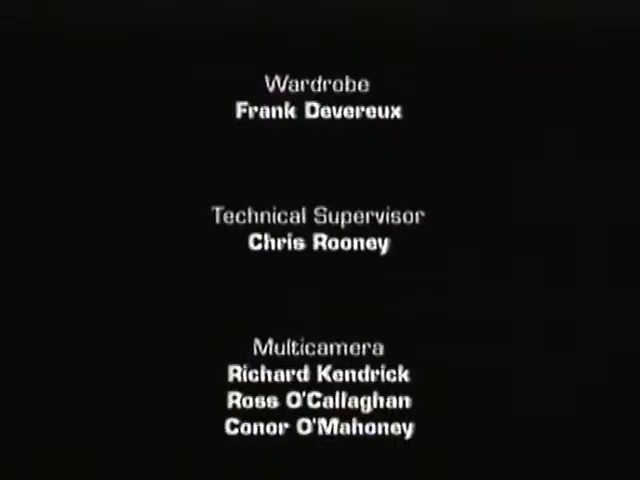 Wardrobe
Frank Devereux
Technical Supervisor
Chris Rooney
Multicamera
Richard Kendrick
Ross O'Callaghan
Conor O'Mahoney